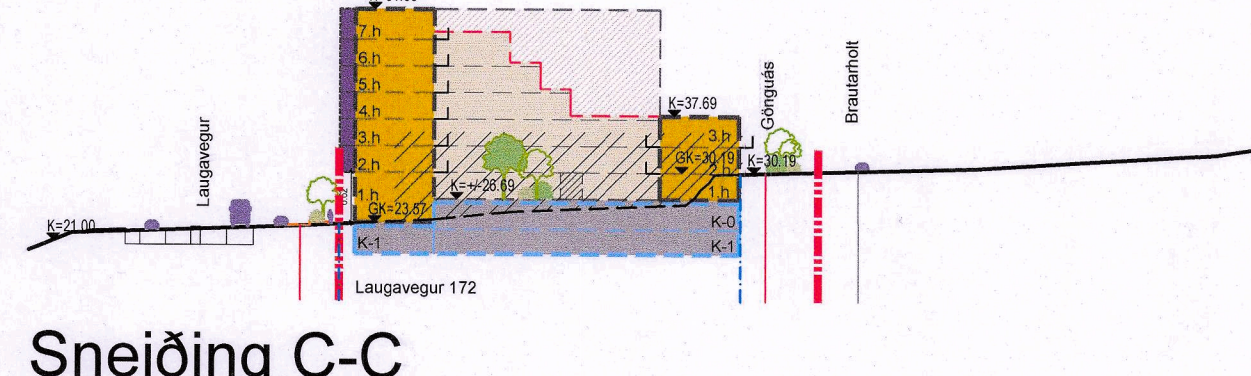 7.h
6.h
5.h
4.h
3.h
2.h
1.h
K=37.69
3.h
GK=30.19
2.h
1.h
K=30.19
Gönguás
Brautarholt
Laugavegur
K=+/-26.69
GK=23.57
K=21.00
K-0
K-1
K-1
Laugavegur 172
Sneiðing C-C